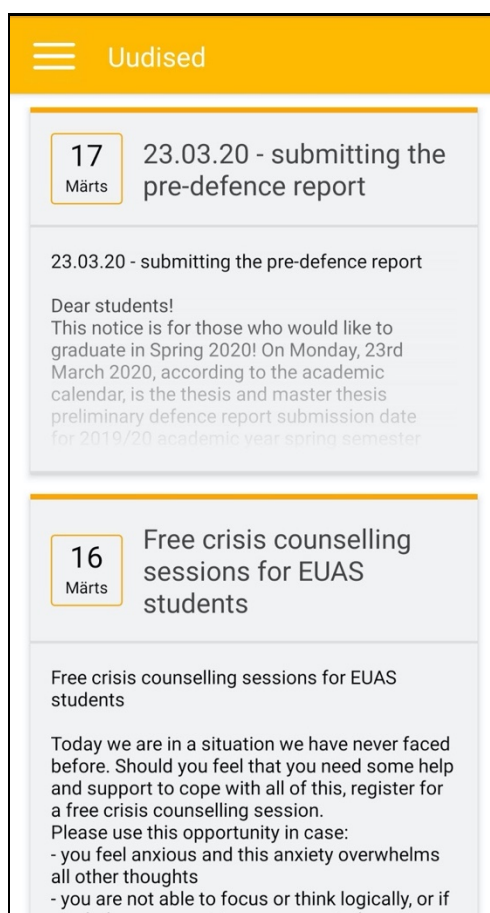 Uudised
17
Märts
23.03.20 - submitting the
pre-defence report
23.03.20 - submitting the pre-defence report
Dear students!
This notice is for those who would like to
graduate in Spring 2020! On Monday, 23rd
March 2020, according to the academic
calendar, is the thesis and master thesis
preliminary defence report submission date
for 2019/20 academic year spring semester
16
Märts
Free crisis counselling
sessions for EUAS
students
Free crisis counselling sessions for EUAS
students
Today we are in a situation we have never faced
before. Should you feel that you need some help
and support to cope with all of this, register for
a free crisis counselling session.
Please use this opportunity in case:
- you feel anxious and this anxiety overwhelms
all other thoughts
- you are not able to focus or think logically, or if